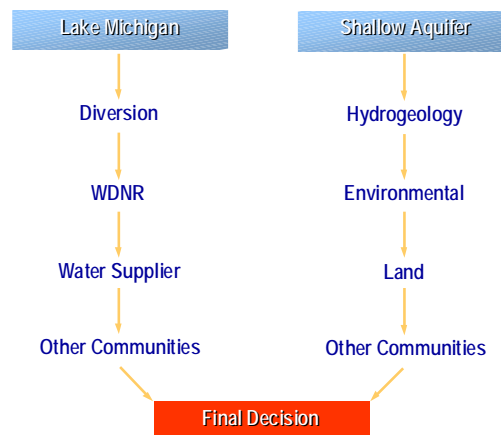 Lake Michigan
Diversion
WDNR
Water Supplier
Other Communities
Shallow Aquifer
Hydrogeology
Environmental
Land
Other Communities
Final Decision